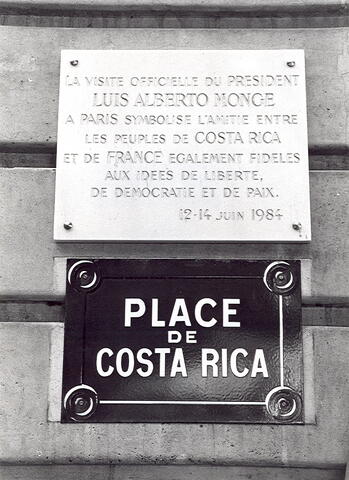 LA VISITE OFFICIELLE DU PRESIDENT
LUIS ALBERTO MONGE
A PARIS SYMBOLISE L'AMITIE ENTRE
LES PEUPLES DE COSTA RICA
ET DE FRANCE EGALEMENT FIDELES
AUX IDEES DE LIBERTE,
DE DEMOCRATIE ET DE PAIX.
12-14 JUIN 1984
PLACE
DE
COSTA RICA